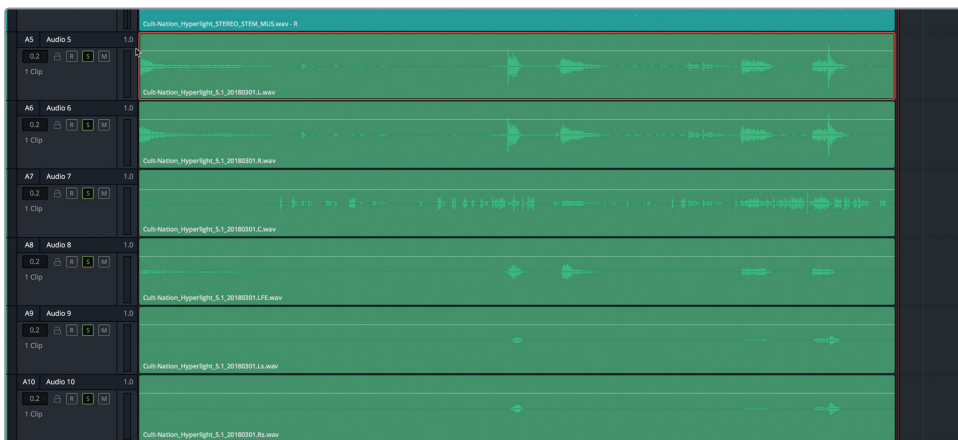 Cult-Nation_Hyperlight_STEREO_STEM_MUS.wav - R
A5 Audio 5 1.0
0.2 R S M
1 Clip
Cult-Nation_Hyperlight_5.1_20180301.L.wav
A6 Audio 6 1.0
0.2 R S M
1 Clip
Cult-Nation_Hyperlight_5.1_20180301.R.wav
A7 Audio 7 1.0
0.2 R S M
1 Clip
Cult-Nation_Hyperlight_5.1_20180301.C.wav
A8 Audio 8 1.0
0.2 R S M
1 Clip
Cult-Nation_Hyperlight_5.1_20180301.LFE.wav
A9 Audio 9 1.0
0.2 R S M
1 Clip
Cult-Nation_Hyperlight_5.1_20180301.Ls.wav
A10 Audio 10 1.0
0.2 R S M
1 Clip
Cult-Nation_Hyperlight_5.1_20180301.Rs.wav